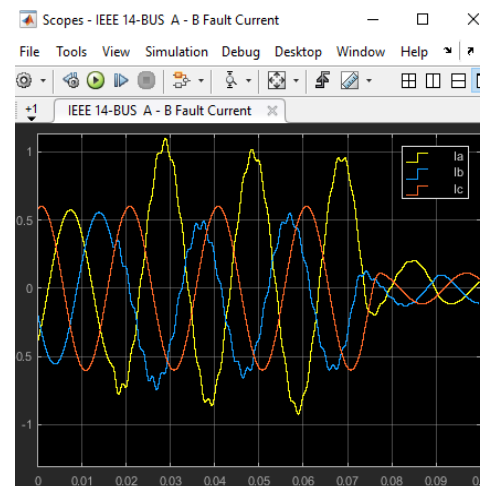 Scopes - IEEE 14-BUS A - B Fault Current
File Tools View Simulation Debug Desktop Window Help
+1
IEEE 14-BUS A - B Fault Current
Ia
Ib
Ic
1
0.5
0
0.5
-1
0 0.01 0.02 0.03 0.04 0.05 0.06 0.07 0.08 0.09 0.